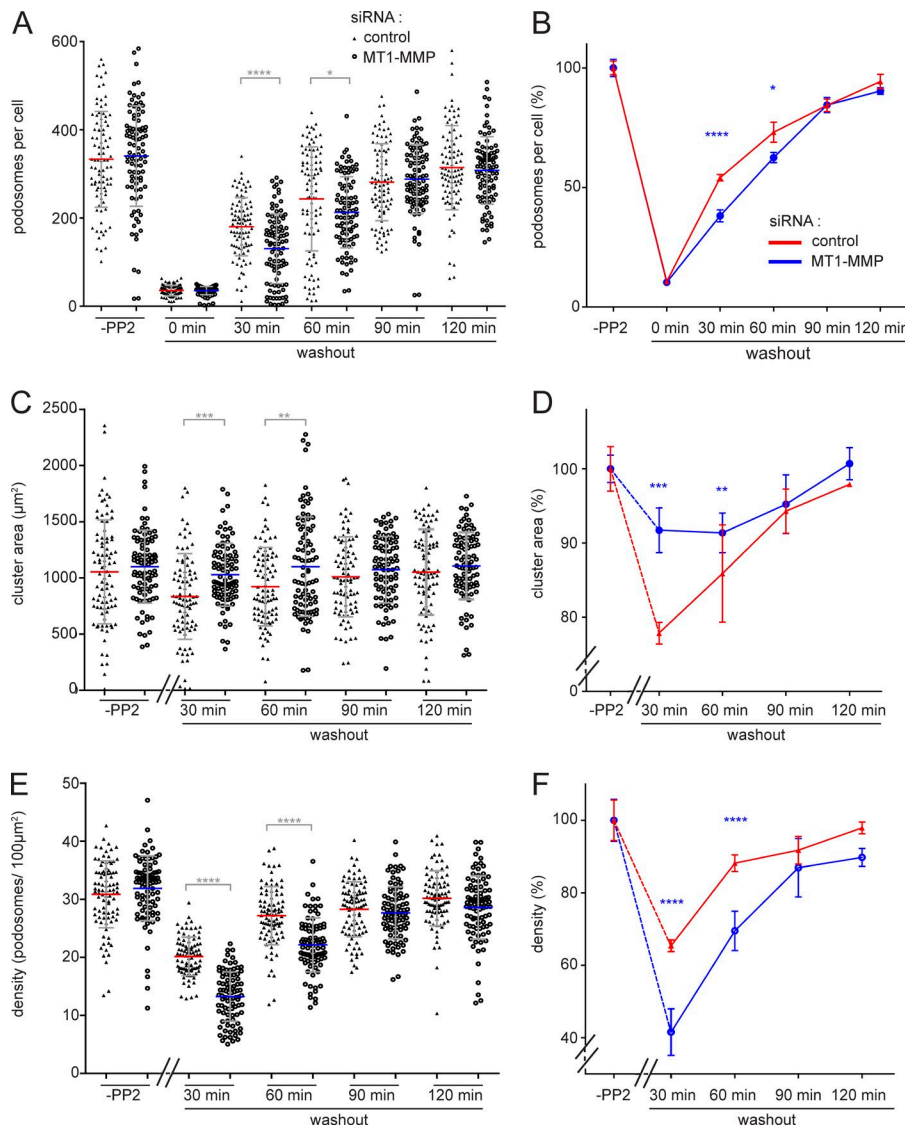 A
siRNA :
control
MT1-MMP
podosomes per cell
600
400
200
0
****
*
-PP2 0 min 30 min 60 min 90 min 120 min
washout
B
podosomes per cell (%)
100
50
0
****
*
siRNA :
control
MT1-MMP
-PP2 0 min 30 min 60 min 90 min 120 min
washout
C
cluster area (µm²)
2500
2000
1500
1000
500
0
***
**
-PP2 30 min 60 min 90 min 120 min
washout
D
cluster area (%)
100
90
80
0
***
**
-PP2 30 min 60 min 90 min 120 min
washout
E
density (podosomes/ 100µm²)
50
40
30
20
10
0
****
****
-PP2 30 min 60 min 90 min 120 min
washout
F
density (%)
100
80
60
40
0
****
****
-PP2 30 min 60 min 90 min 120 min
washout